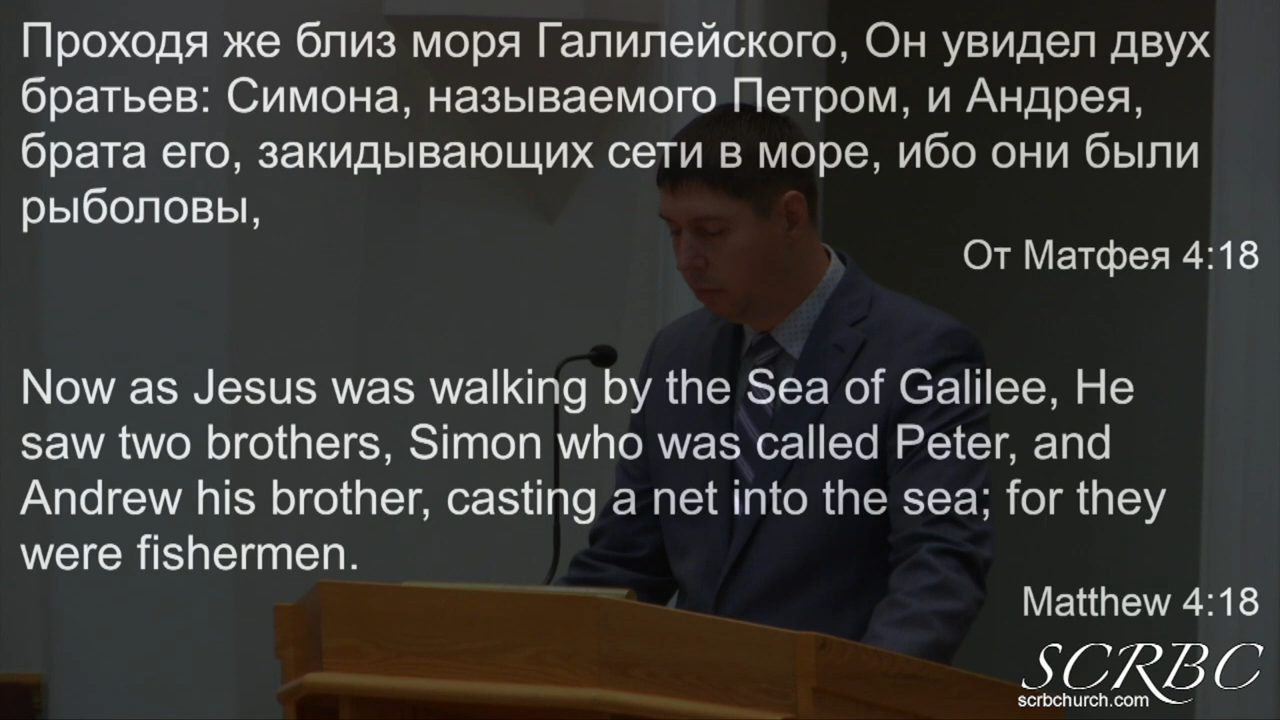 Проходя же близ моря Галилейского, Он увидел двух
братьев: Симона, называемого Петром, и Андрея,
брата его, закидывающих сети в море, ибо они были
рыболовы,
От Матфея 4:18
Now as Jesus was walking by the Sea of Galilee, He
saw two brothers, Simon who was called Peter, and
Andrew his brother, casting a net into the sea; for they
were fishermen.
Matthew 4:18
SCRBC
scrbchurch.com